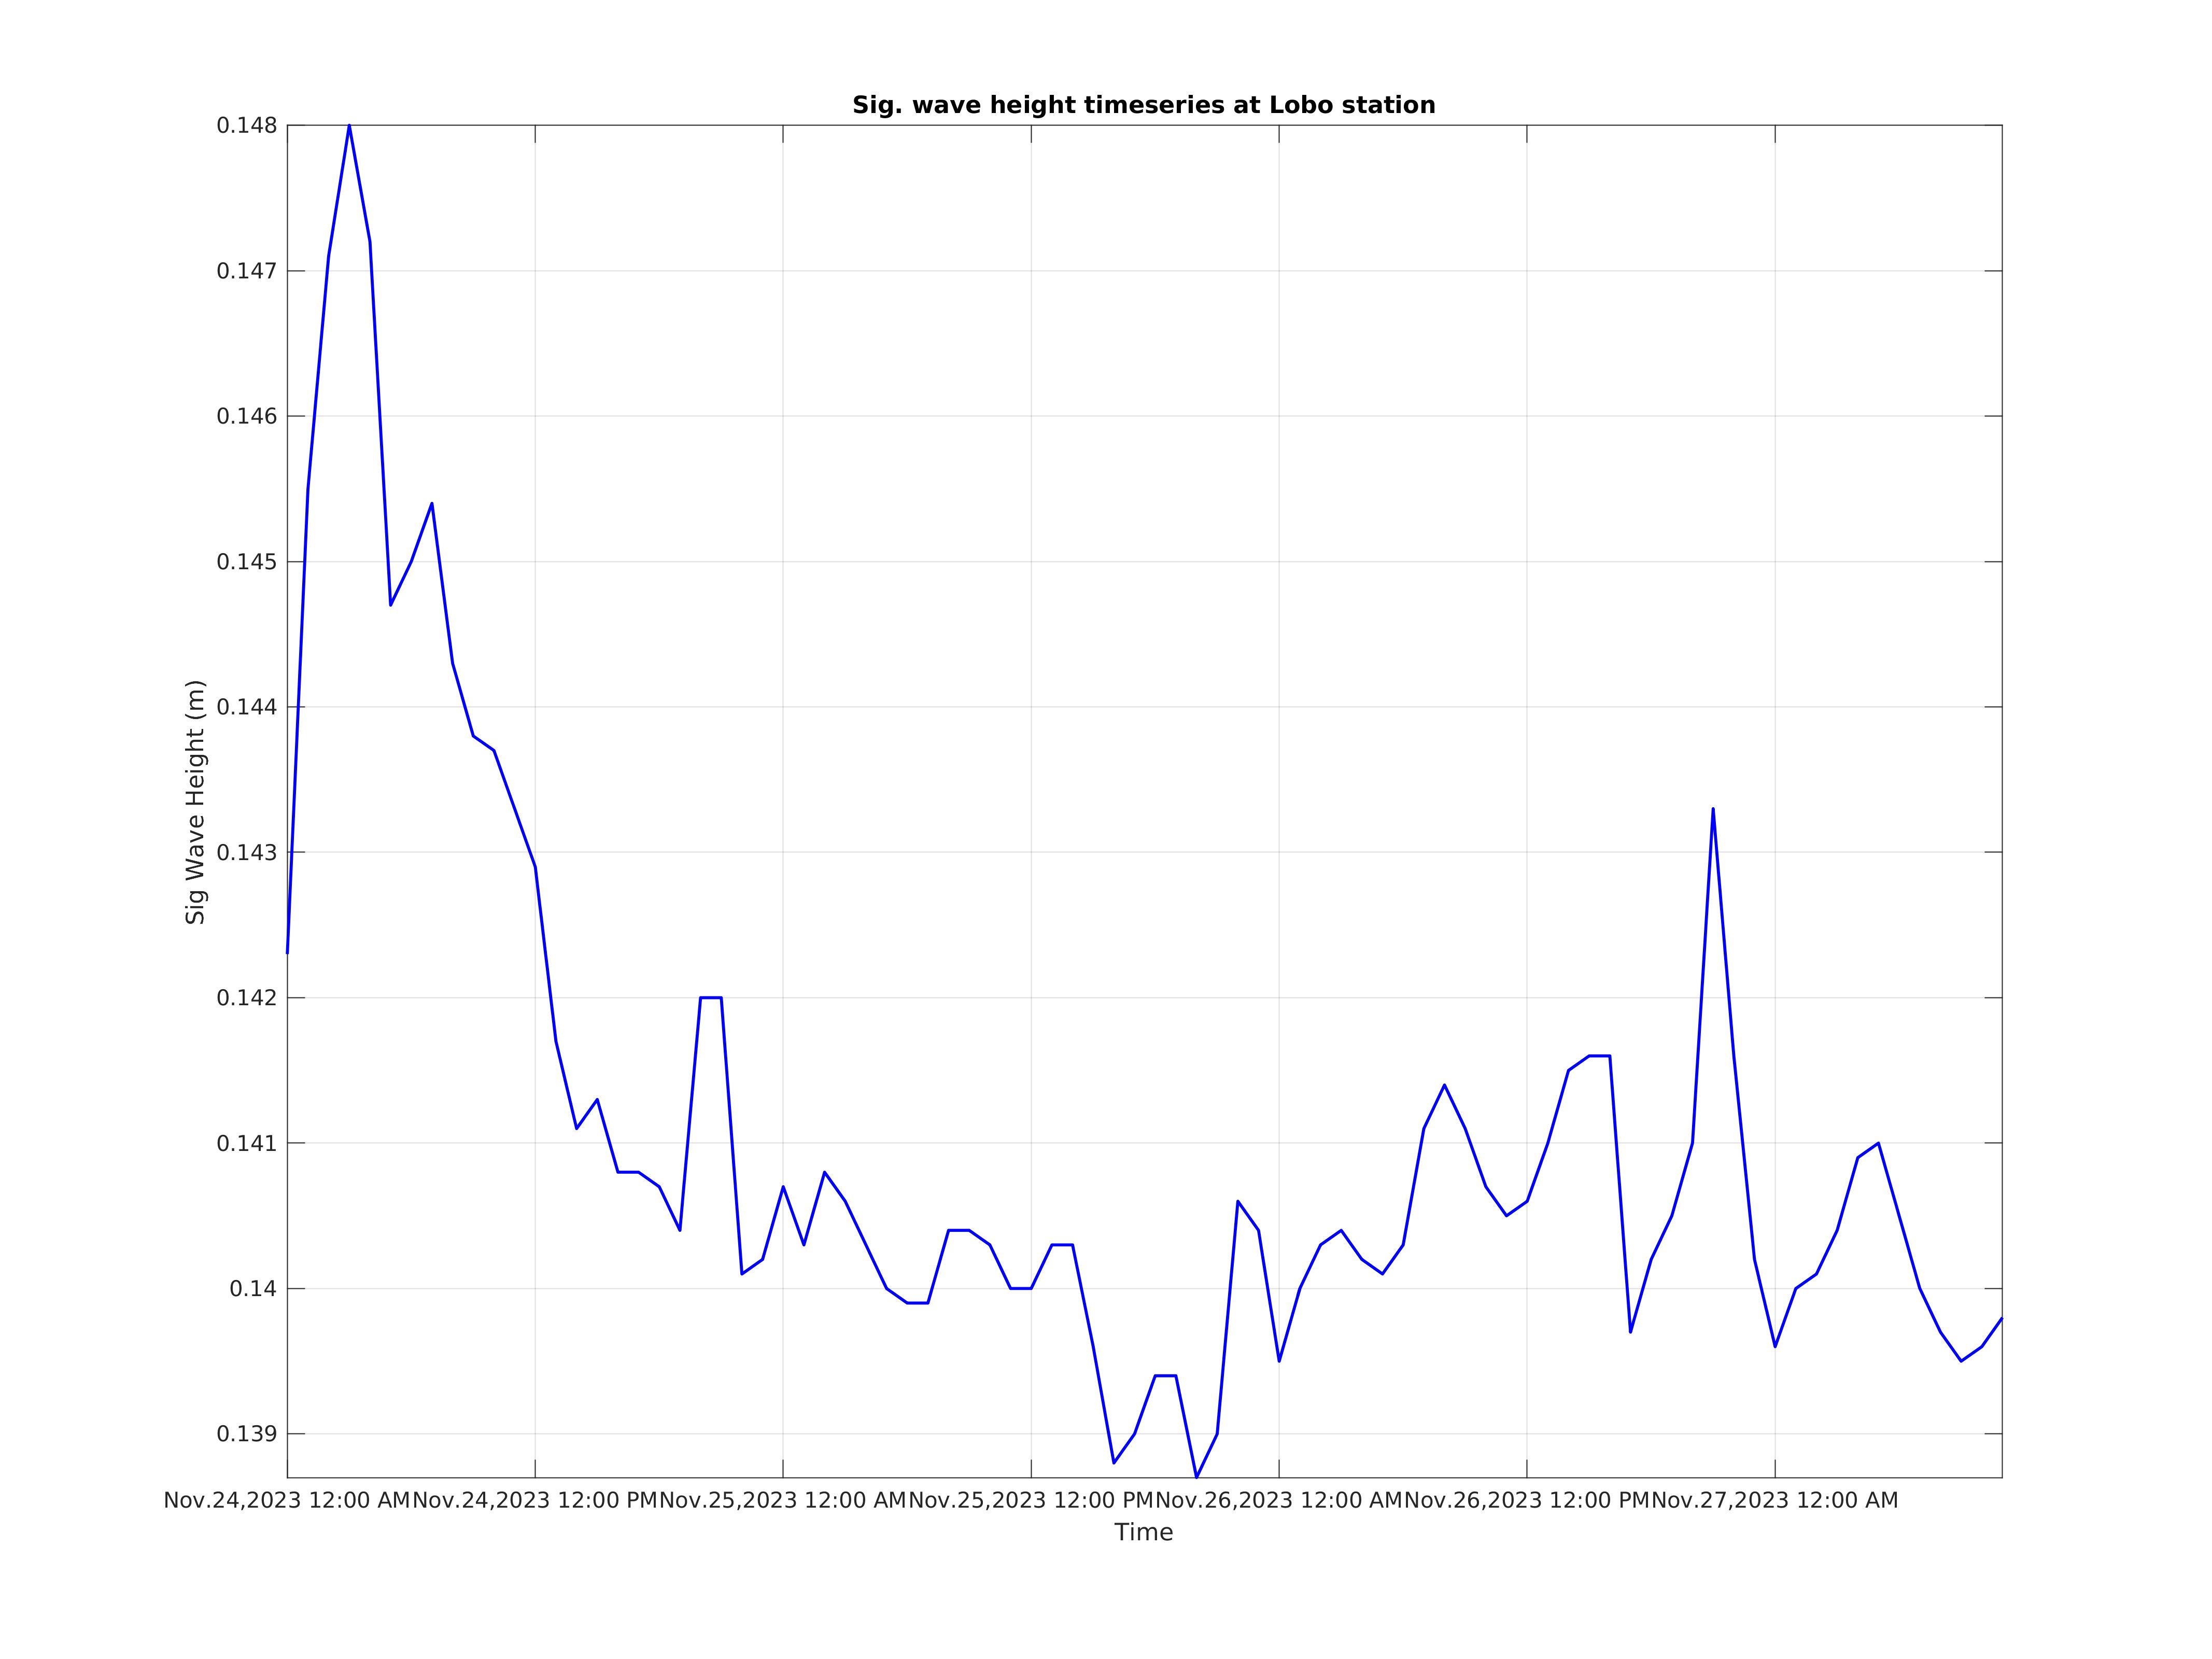 Sig. wave height timeseries at Lobo station
0.148
0.147
0.146
0.145
0.144
0.143
0.142
0.141
0.14
0.139
Sig Wave Height (m)
Nov.24,2023 12:00 AM
Nov.24,2023 12:00 PM
Nov.25,2023 12:00 AM
Nov.25,2023 12:00 PM
Nov.26,2023 12:00 AM
Nov.26,2023 12:00 PM
Nov.27,2023 12:00 AM
Time